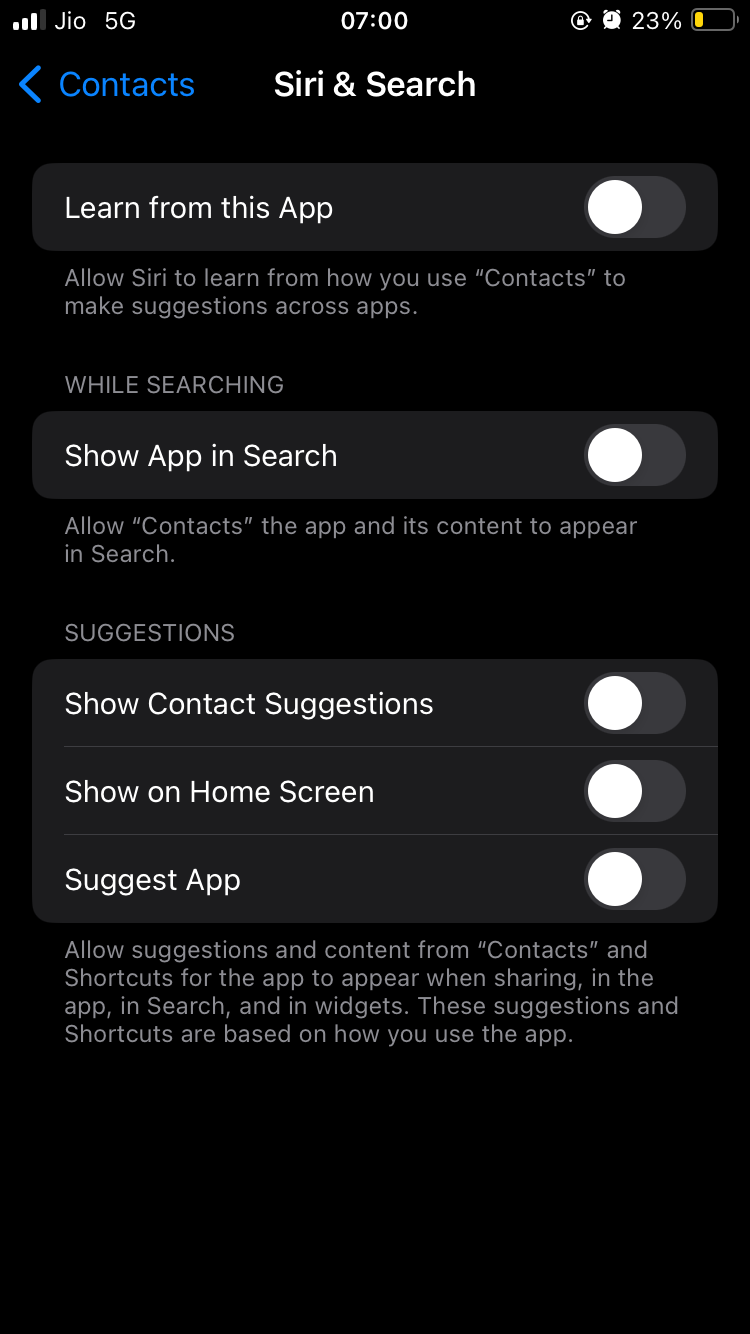 Jio 5G 07:00 23%
Contacts Siri & Search
Learn from this App
Allow Siri to learn from how you use “Contacts” to
make suggestions across apps.
WHILE SEARCHING
Show App in Search
Allow “Contacts” the app and its content to appear
in Search.
SUGGESTIONS
Show Contact Suggestions
Show on Home Screen
Suggest App
Allow suggestions and content from “Contacts” and
Shortcuts for the app to appear when sharing, in the
app, in Search, and in widgets. These suggestions and
Shortcuts are based on how you use the app.